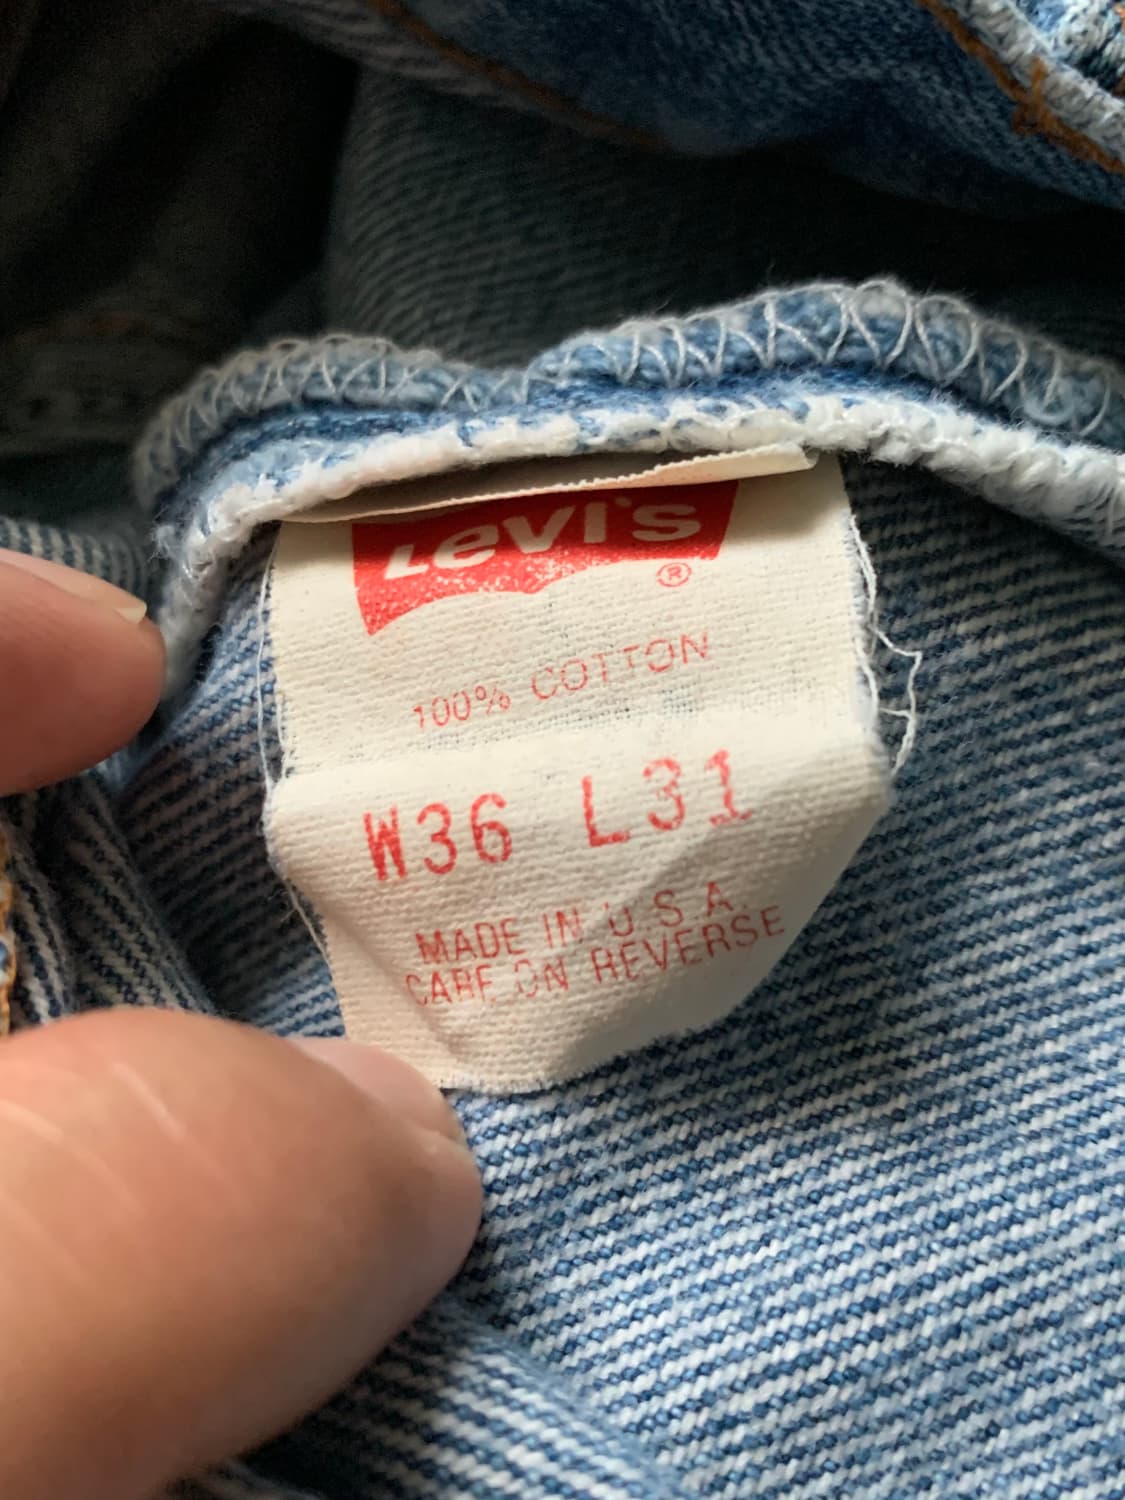 Levi's
®
100% COTTON
W36 L31
MADE IN U.S.A.
CARE ON REVERSE